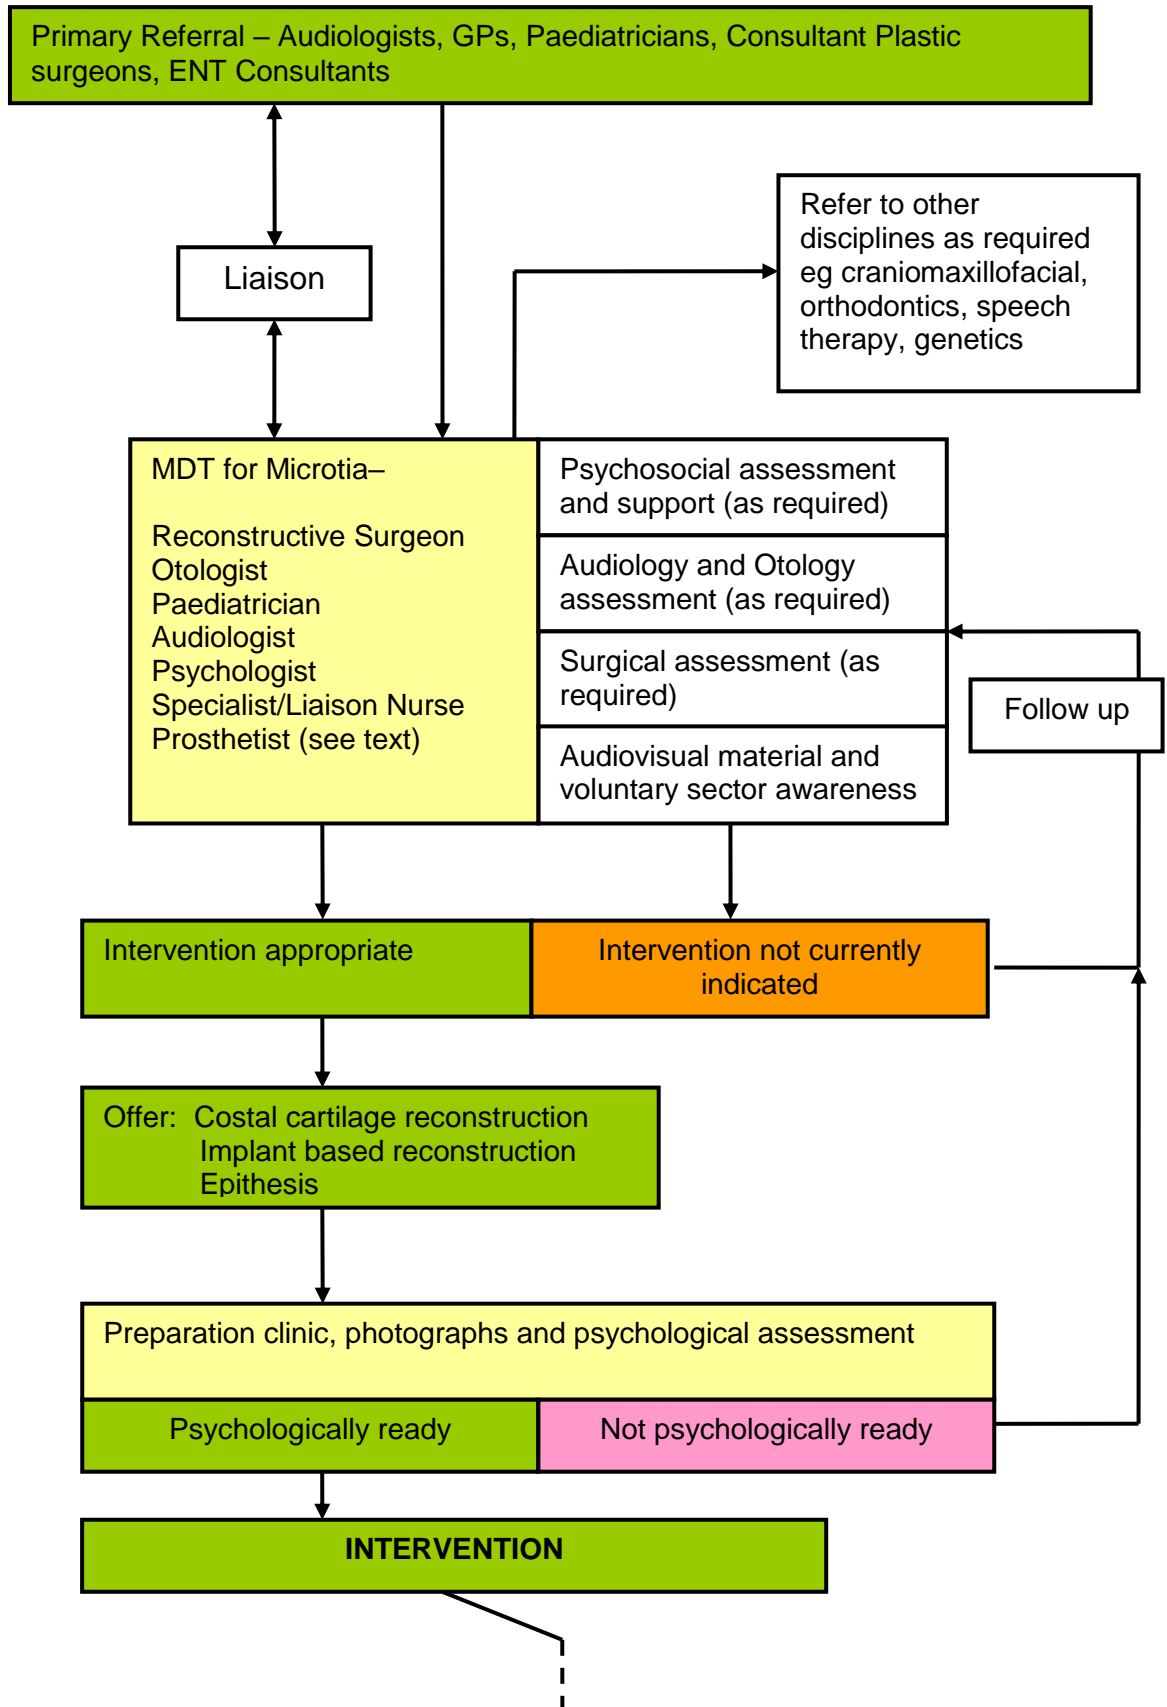 Primary Referral – Audiologists, GPs, Paediatricians, Consultant Plastic
surgeons, ENT Consultants
Liaison
Refer to other
disciplines as required
eg craniomaxillofacial,
orthodontics, speech
therapy, genetics
MDT for Microtia–
Reconstructive Surgeon
Otologist
Paediatrician
Audiologist
Psychologist
Specialist/Liaison Nurse
Prosthetist (see text)
Psychosocial assessment
and support (as required)
Audiology and Otology
assessment (as required)
Surgical assessment (as
required)
Audiovisual material and
voluntary sector awareness
Follow up
Intervention appropriate
Intervention not currently
indicated
Offer: Costal cartilage reconstruction
Implant based reconstruction
Epithesis
Preparation clinic, photographs and psychological assessment
Psychologically ready
Not psychologically ready
INTERVENTION